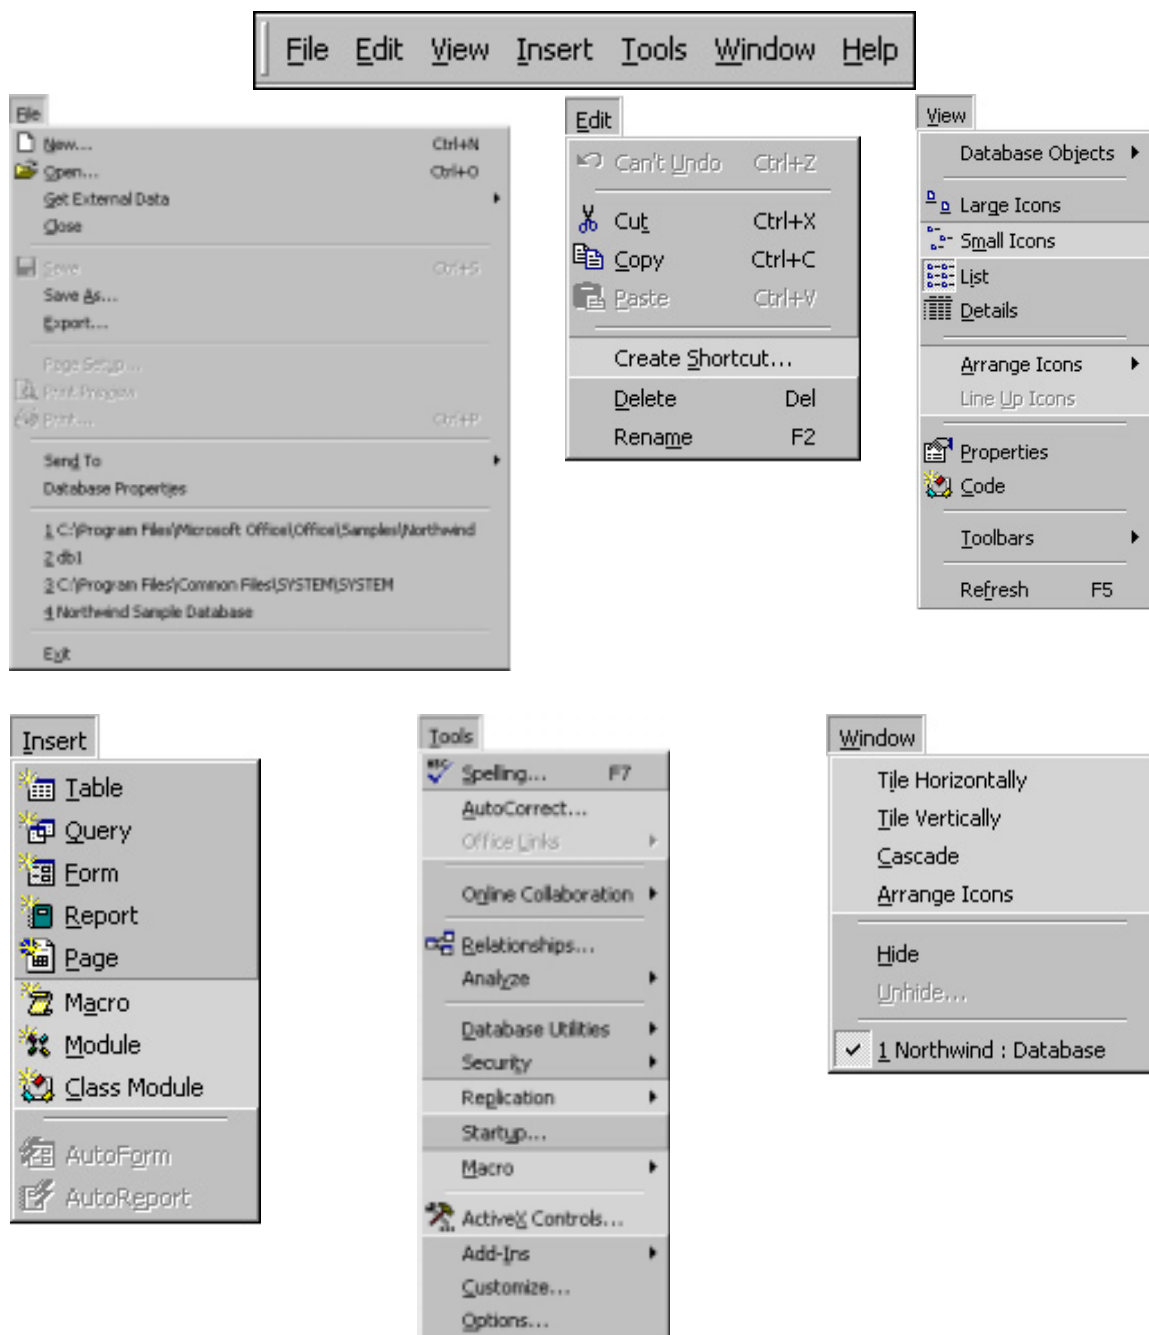 File Edit View Insert Tools Window Help
File
New... Ctrl+N
Open... Ctrl+O
Get External Data
Close
Save Ctrl+S
Save As...
Export...
Page Setup...
Print Preview
Print... Ctrl+P
Send To
Database Properties
1 C:\Program Files\Microsoft Office\Office\Samples\Northwind
2 db1
3 C:\Program Files\Common Files\SYSTEM\SYSTEM
4 Northwind Sample Database
Exit
Edit
Can't Undo Ctrl+Z
Cut Ctrl+X
Copy Ctrl+C
Paste Ctrl+V
Create Shortcut...
Delete Del
Rename F2
View
Database Objects
Large Icons
Small Icons
List
Details
Arrange Icons
Line Up Icons
Properties
Code
Toolbars
Refresh F5
Insert
Table
Query
Form
Report
Page
Macro
Module
Class Module
AutoForm
AutoReport
Tools
Spelling... F7
AutoCorrect...
Office Links
Online Collaboration
Relationships...
Analyze
Database Utilities
Security
Replication
Startup...
Macro
ActiveX Controls...
Add-Ins
Customize...
Options...
Window
Tile Horizontally
Tile Vertically
Cascade
Arrange Icons
Hide
Unhide...
1 Northwind : Database